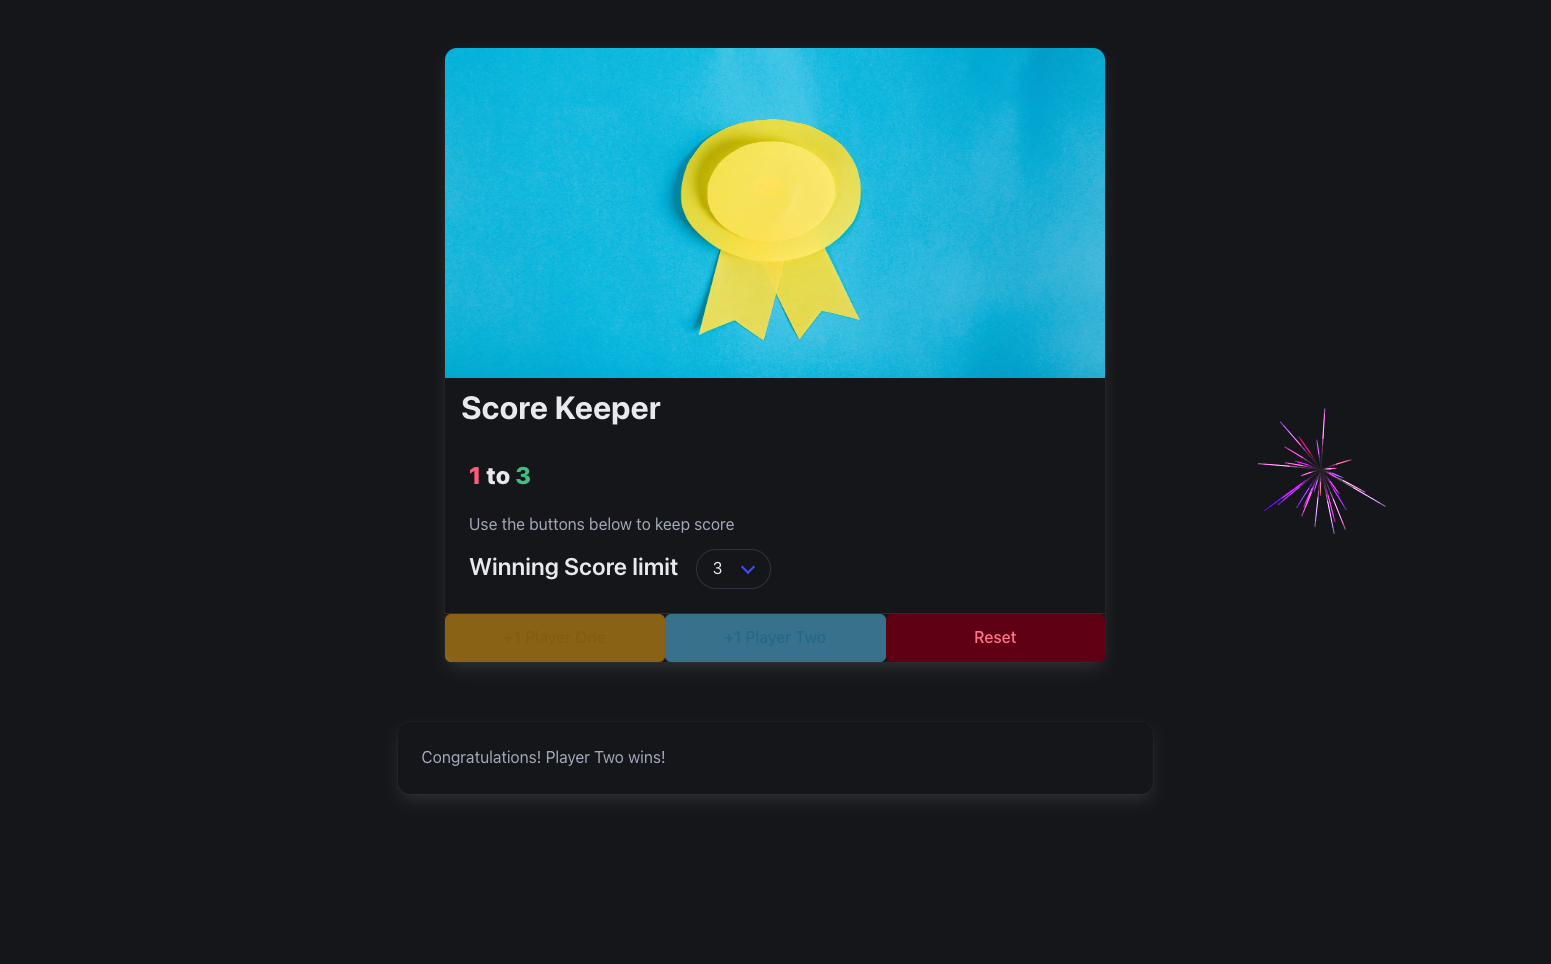 Score Keeper
1 to 3
Use the buttons below to keep score
Winning Score limit 3
+1 Player One +1 Player Two Reset
Congratulations! Player Two wins!